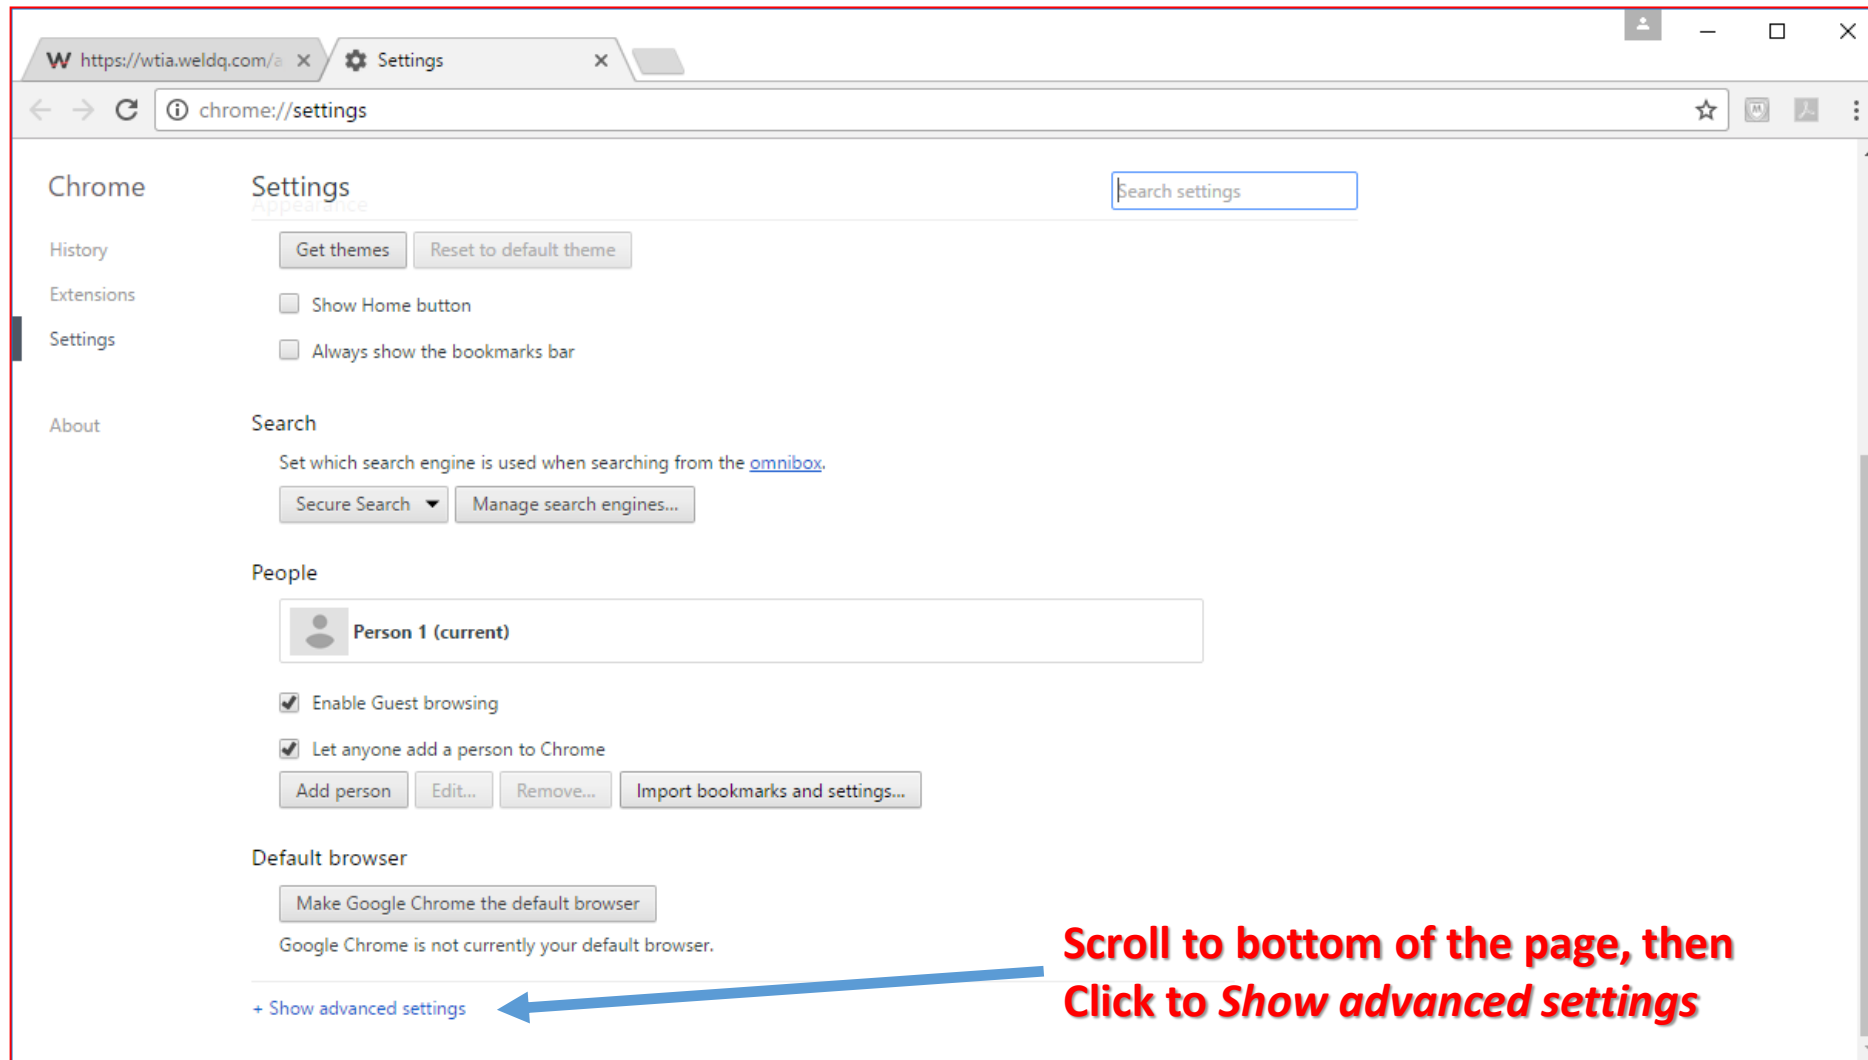 https://wtia.weldq.com/a
Settings
chrome://settings
Chrome
Settings
Search settings
Appearance
History
Get themes
Reset to default theme
Extensions
Show Home button
Settings
Always show the bookmarks bar
About
Search
Set which search engine is used when searching from the omnibox.
Secure Search
Manage search engines...
People
Person 1 (current)
Enable Guest browsing
Let anyone add a person to Chrome
Add person
Edit...
Remove...
Import bookmarks and settings...
Default browser
Make Google Chrome the default browser
Google Chrome is not currently your default browser.
Scroll to bottom of the page, then
Click to Show advanced settings
+ Show advanced settings